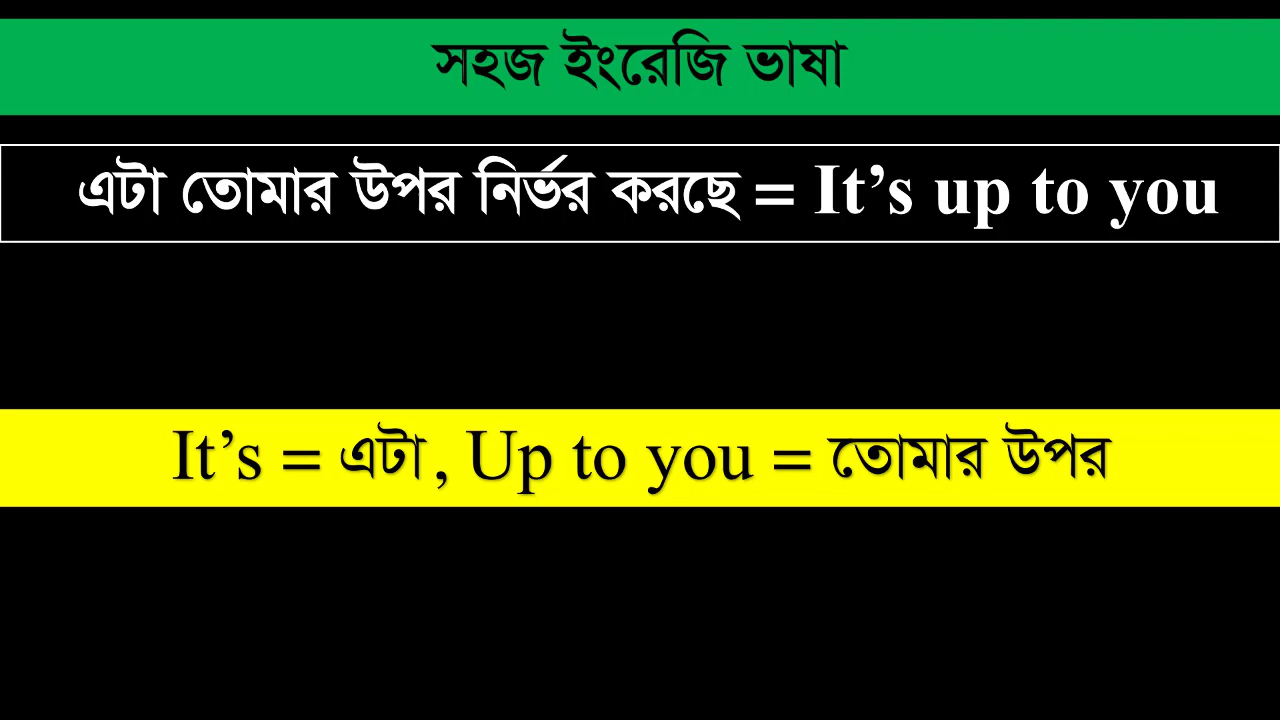 সহজ ইংরেজি ভাষা
এটা তোমার উপর নির্ভর করছে = It’s up to you
It’s = এটা , Up to you = তোমার উপর